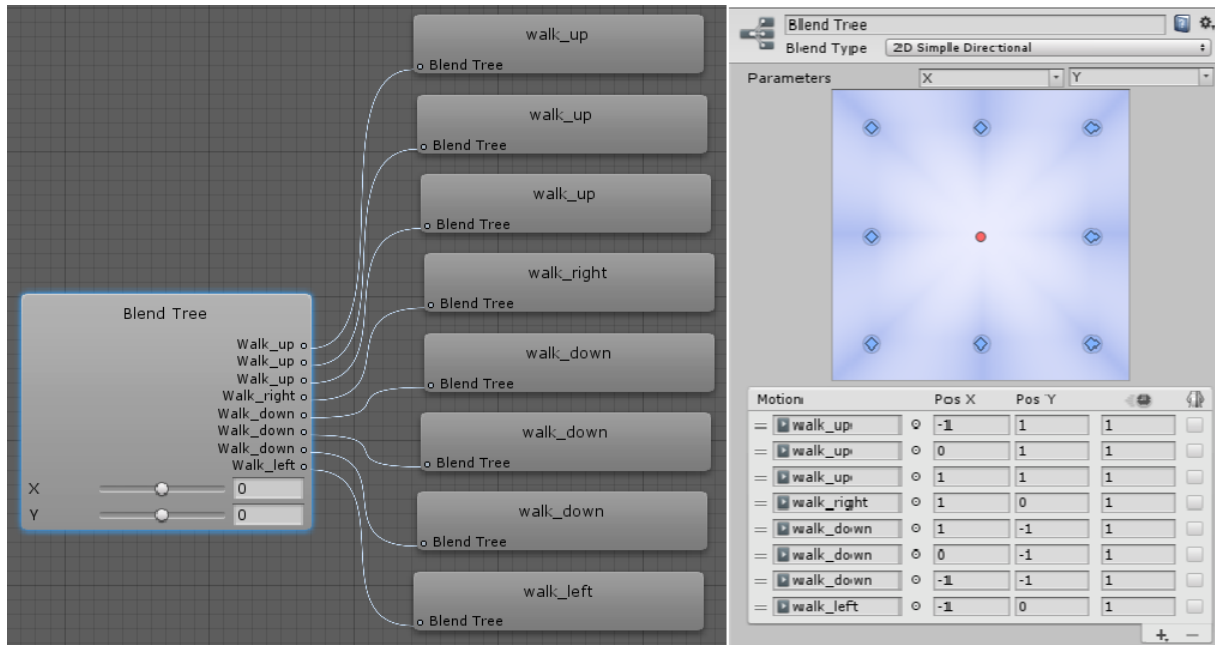 walk_up
Blend Tree
walk_up
Blend Tree
walk_up
Blend Tree
walk_right
Blend Tree
walk_down
Blend Tree
walk_down
Blend Tree
walk_down
Blend Tree
walk_left
Blend Tree
Blend Tree
Walk_up
Walk_up
Walk_up
Walk_right
Walk_down
Walk_down
Walk_down
Walk_left
X 0
Y 0
Blend Tree
Blend Type 2D Simple Directional
Parameters X Y
Motion Pos X Pos Y
walk_up -1 1 1
walk_up 0 1 1
walk_up 1 1 1
walk_right 1 0 1
walk_down 1 -1 1
walk_down 0 -1 1
walk_down -1 -1 1
walk_left -1 0 1